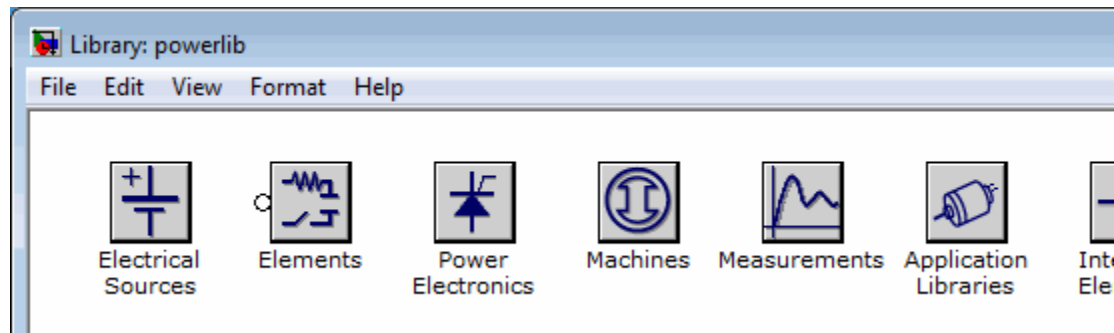 Library: powerlib
File Edit View Format Help
Electrical
Sources
Elements
Power
Electronics
Machines
Measurements
Application
Libraries